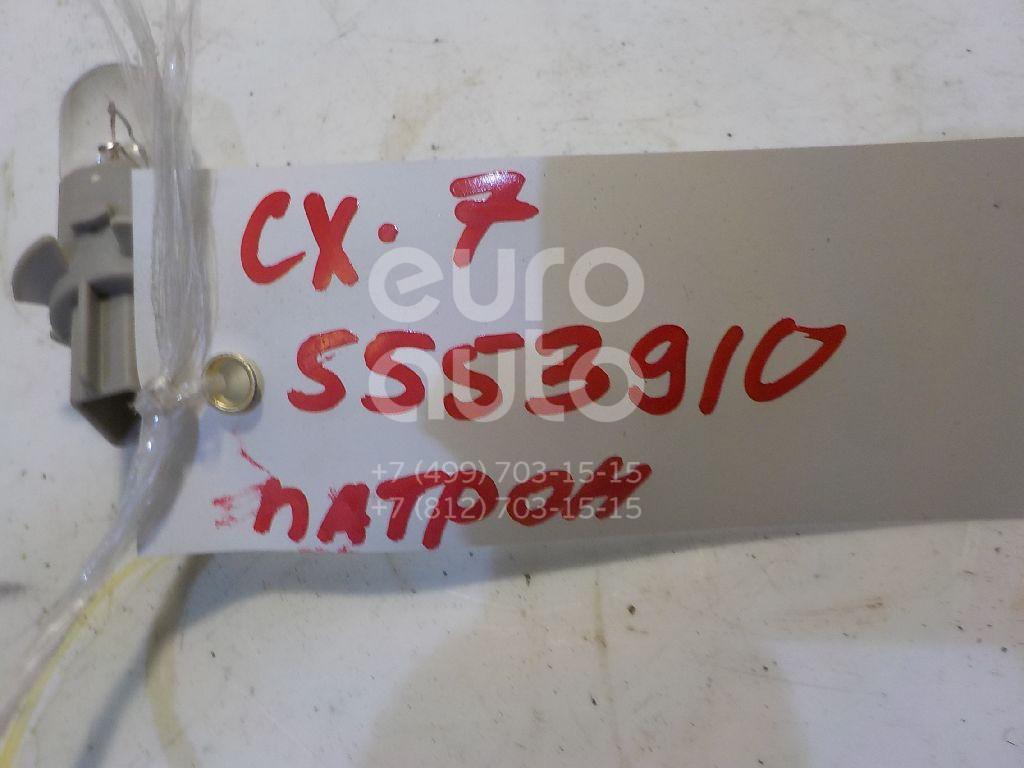 CX. 7
euro
auto
5553910
+7 (499) 703-15-15
+7 (812) 703-15-15
ПАТРОН